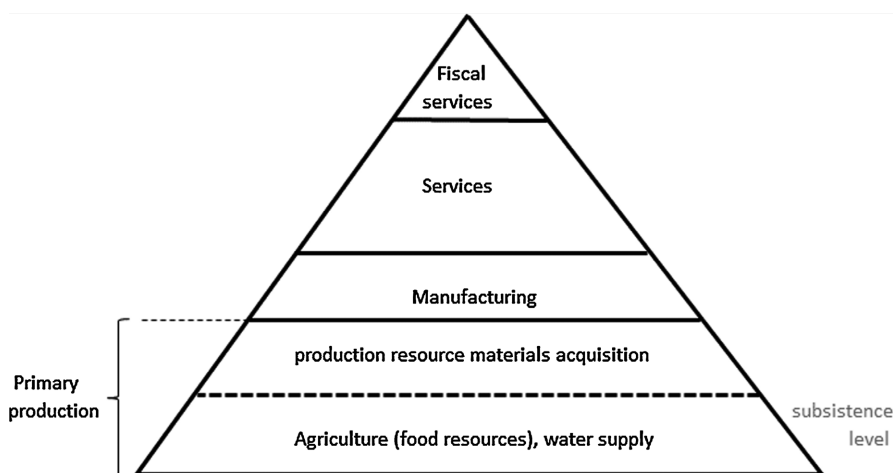 Fiscal
services
Services
Manufacturing
production resource materials acquisition
Primary
production
Agriculture (food resources), water supply
subsistence
level